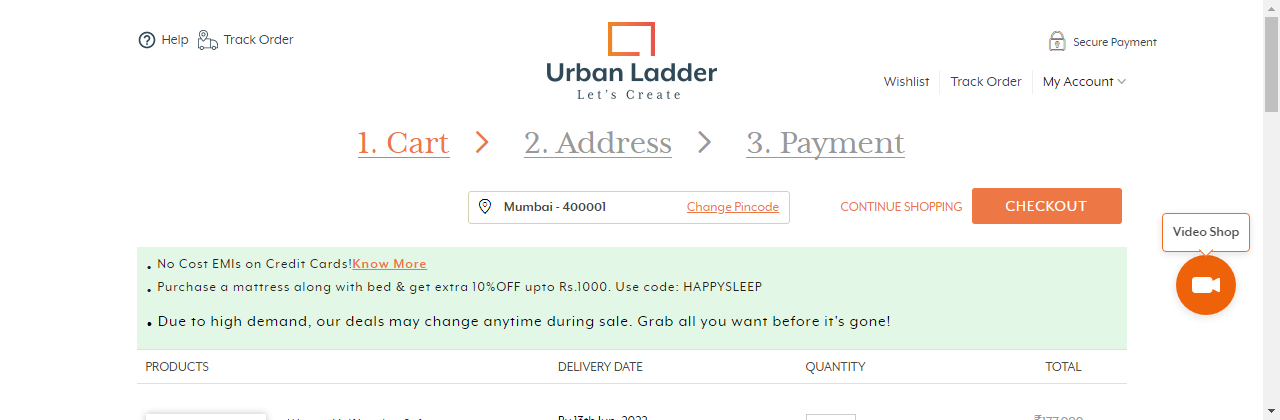 Help Track Order
Secure Payment
Urban Ladder
Let's Create
Wishlist Track Order My Account
1. Cart 2. Address 3. Payment
Mumbai - 400001 Change Pincode CONTINUE SHOPPING CHECKOUT
Video Shop
• No Cost EMIs on Credit Cards!Know More
• Purchase a mattress along with bed & get extra 10%OFF upto Rs.1000. Use code: HAPPYSLEEP
• Due to high demand, our deals may change anytime during sale. Grab all you want before it's gone!
PRODUCTS DELIVERY DATE QUANTITY TOTAL